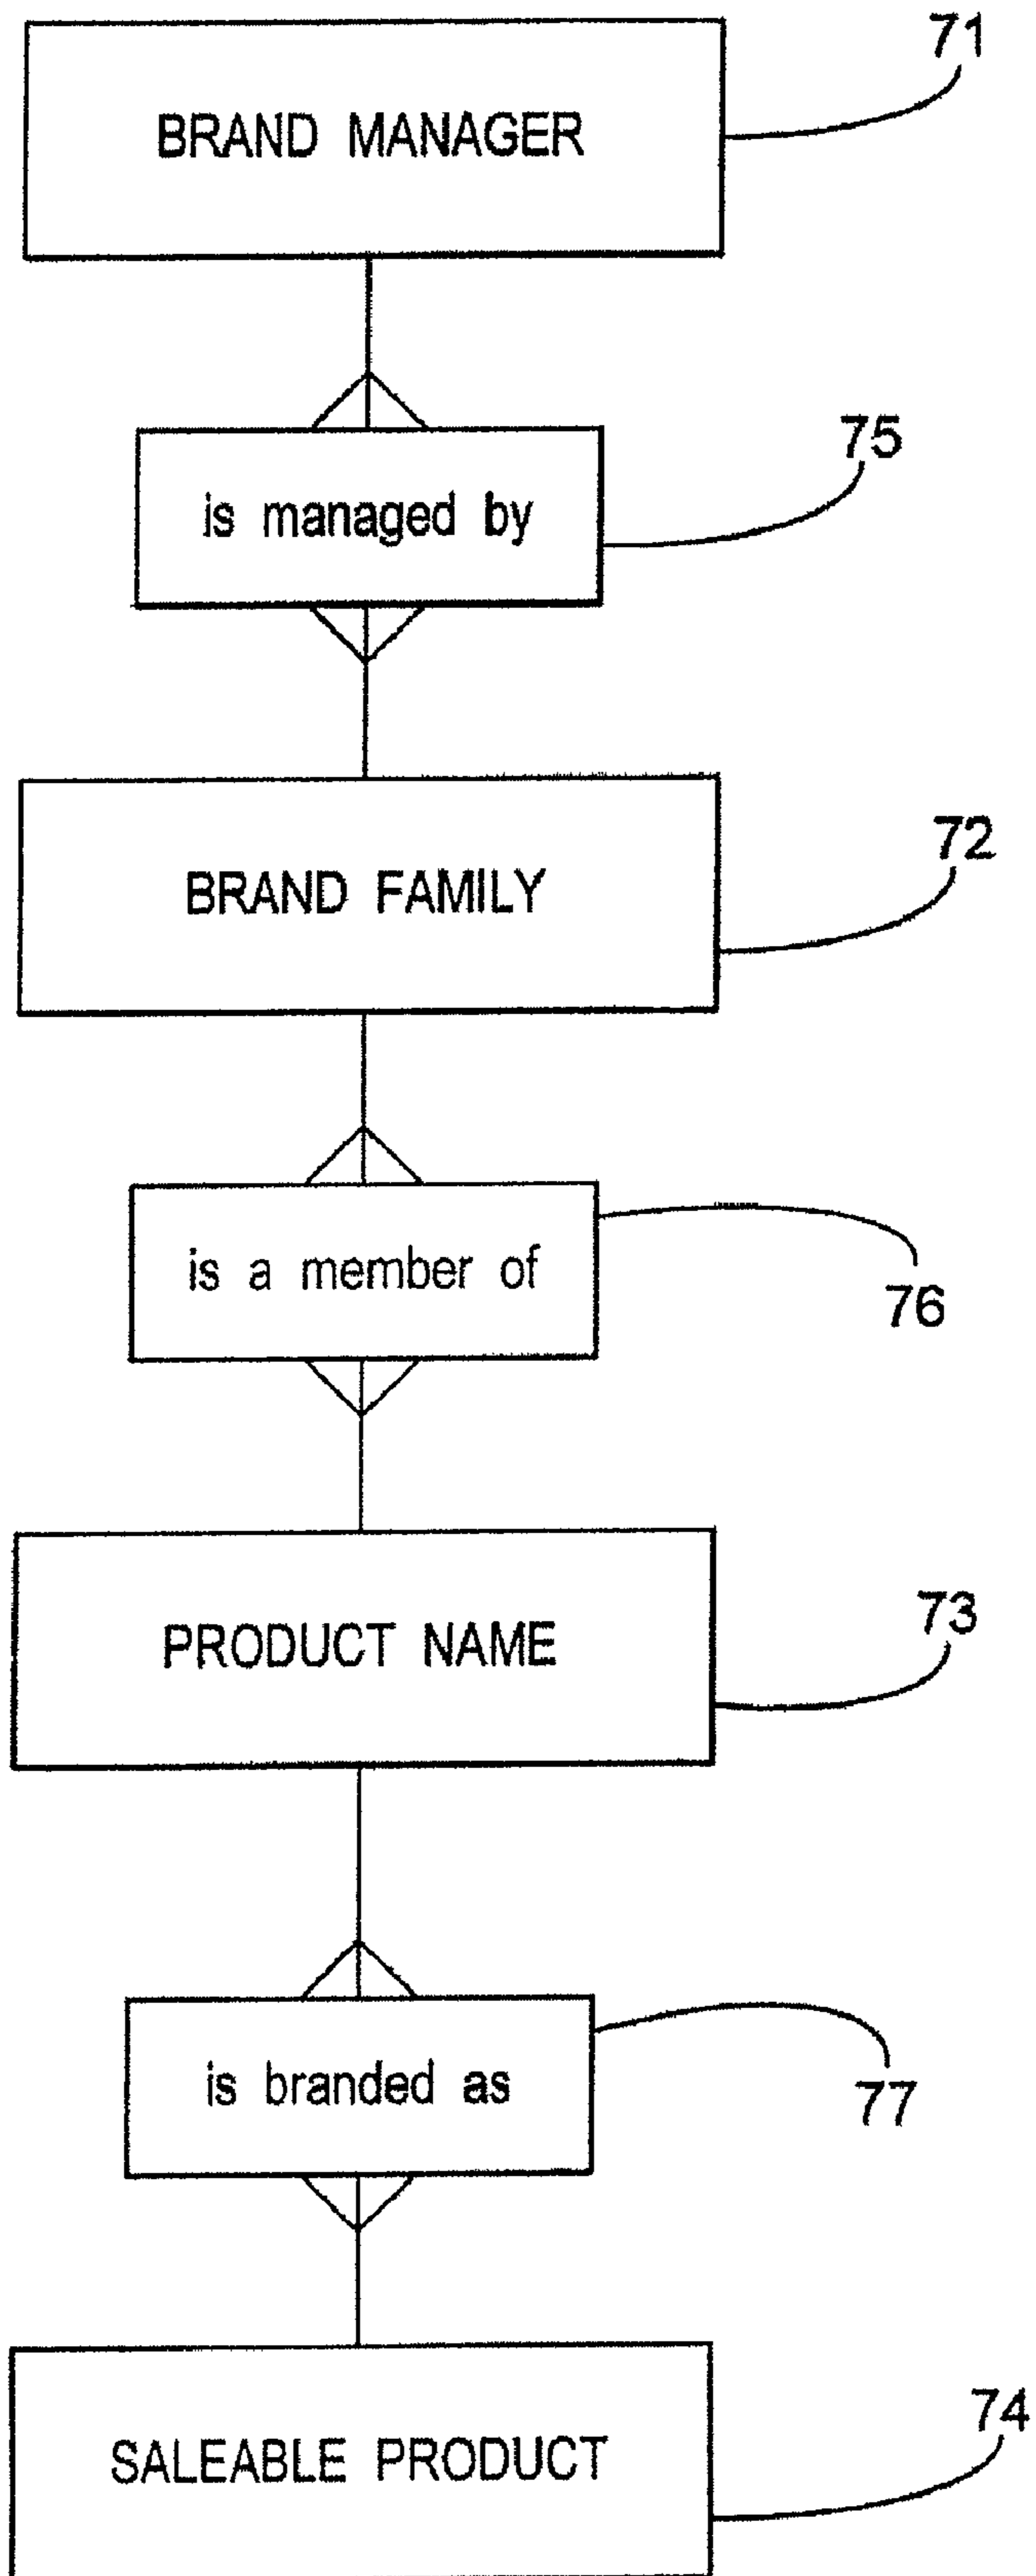 71
BRAND MANAGER
75
is managed by
72
BRAND FAMILY
is a member of
76
73
PRODUCT NAME
is branded as
77
74
SALEABLE PRODUCT